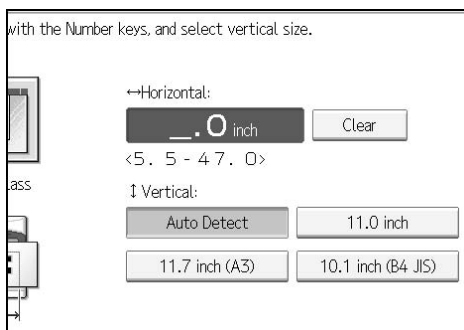 with the Number keys, and select vertical size.
↔Horizontal:
_.0 inch
Clear
<5.5-47.0>
↕Vertical:
Auto Detect
11.0 inch
11.7 inch (A3)
10.1 inch (B4 JIS)